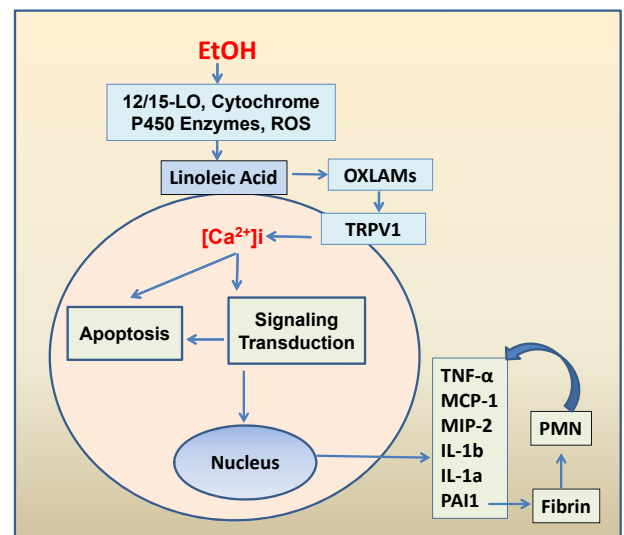 EtOH
12/15-LO, Cytochrome
P450 Enzymes, ROS
Linoleic Acid
OXLAMs
TRPV1
[Ca²⁺]i
Apoptosis
Signaling
Transduction
Nucleus
TNF-α
MCP-1
MIP-2
IL-1b
IL-1a
PAI1
PMN
Fibrin